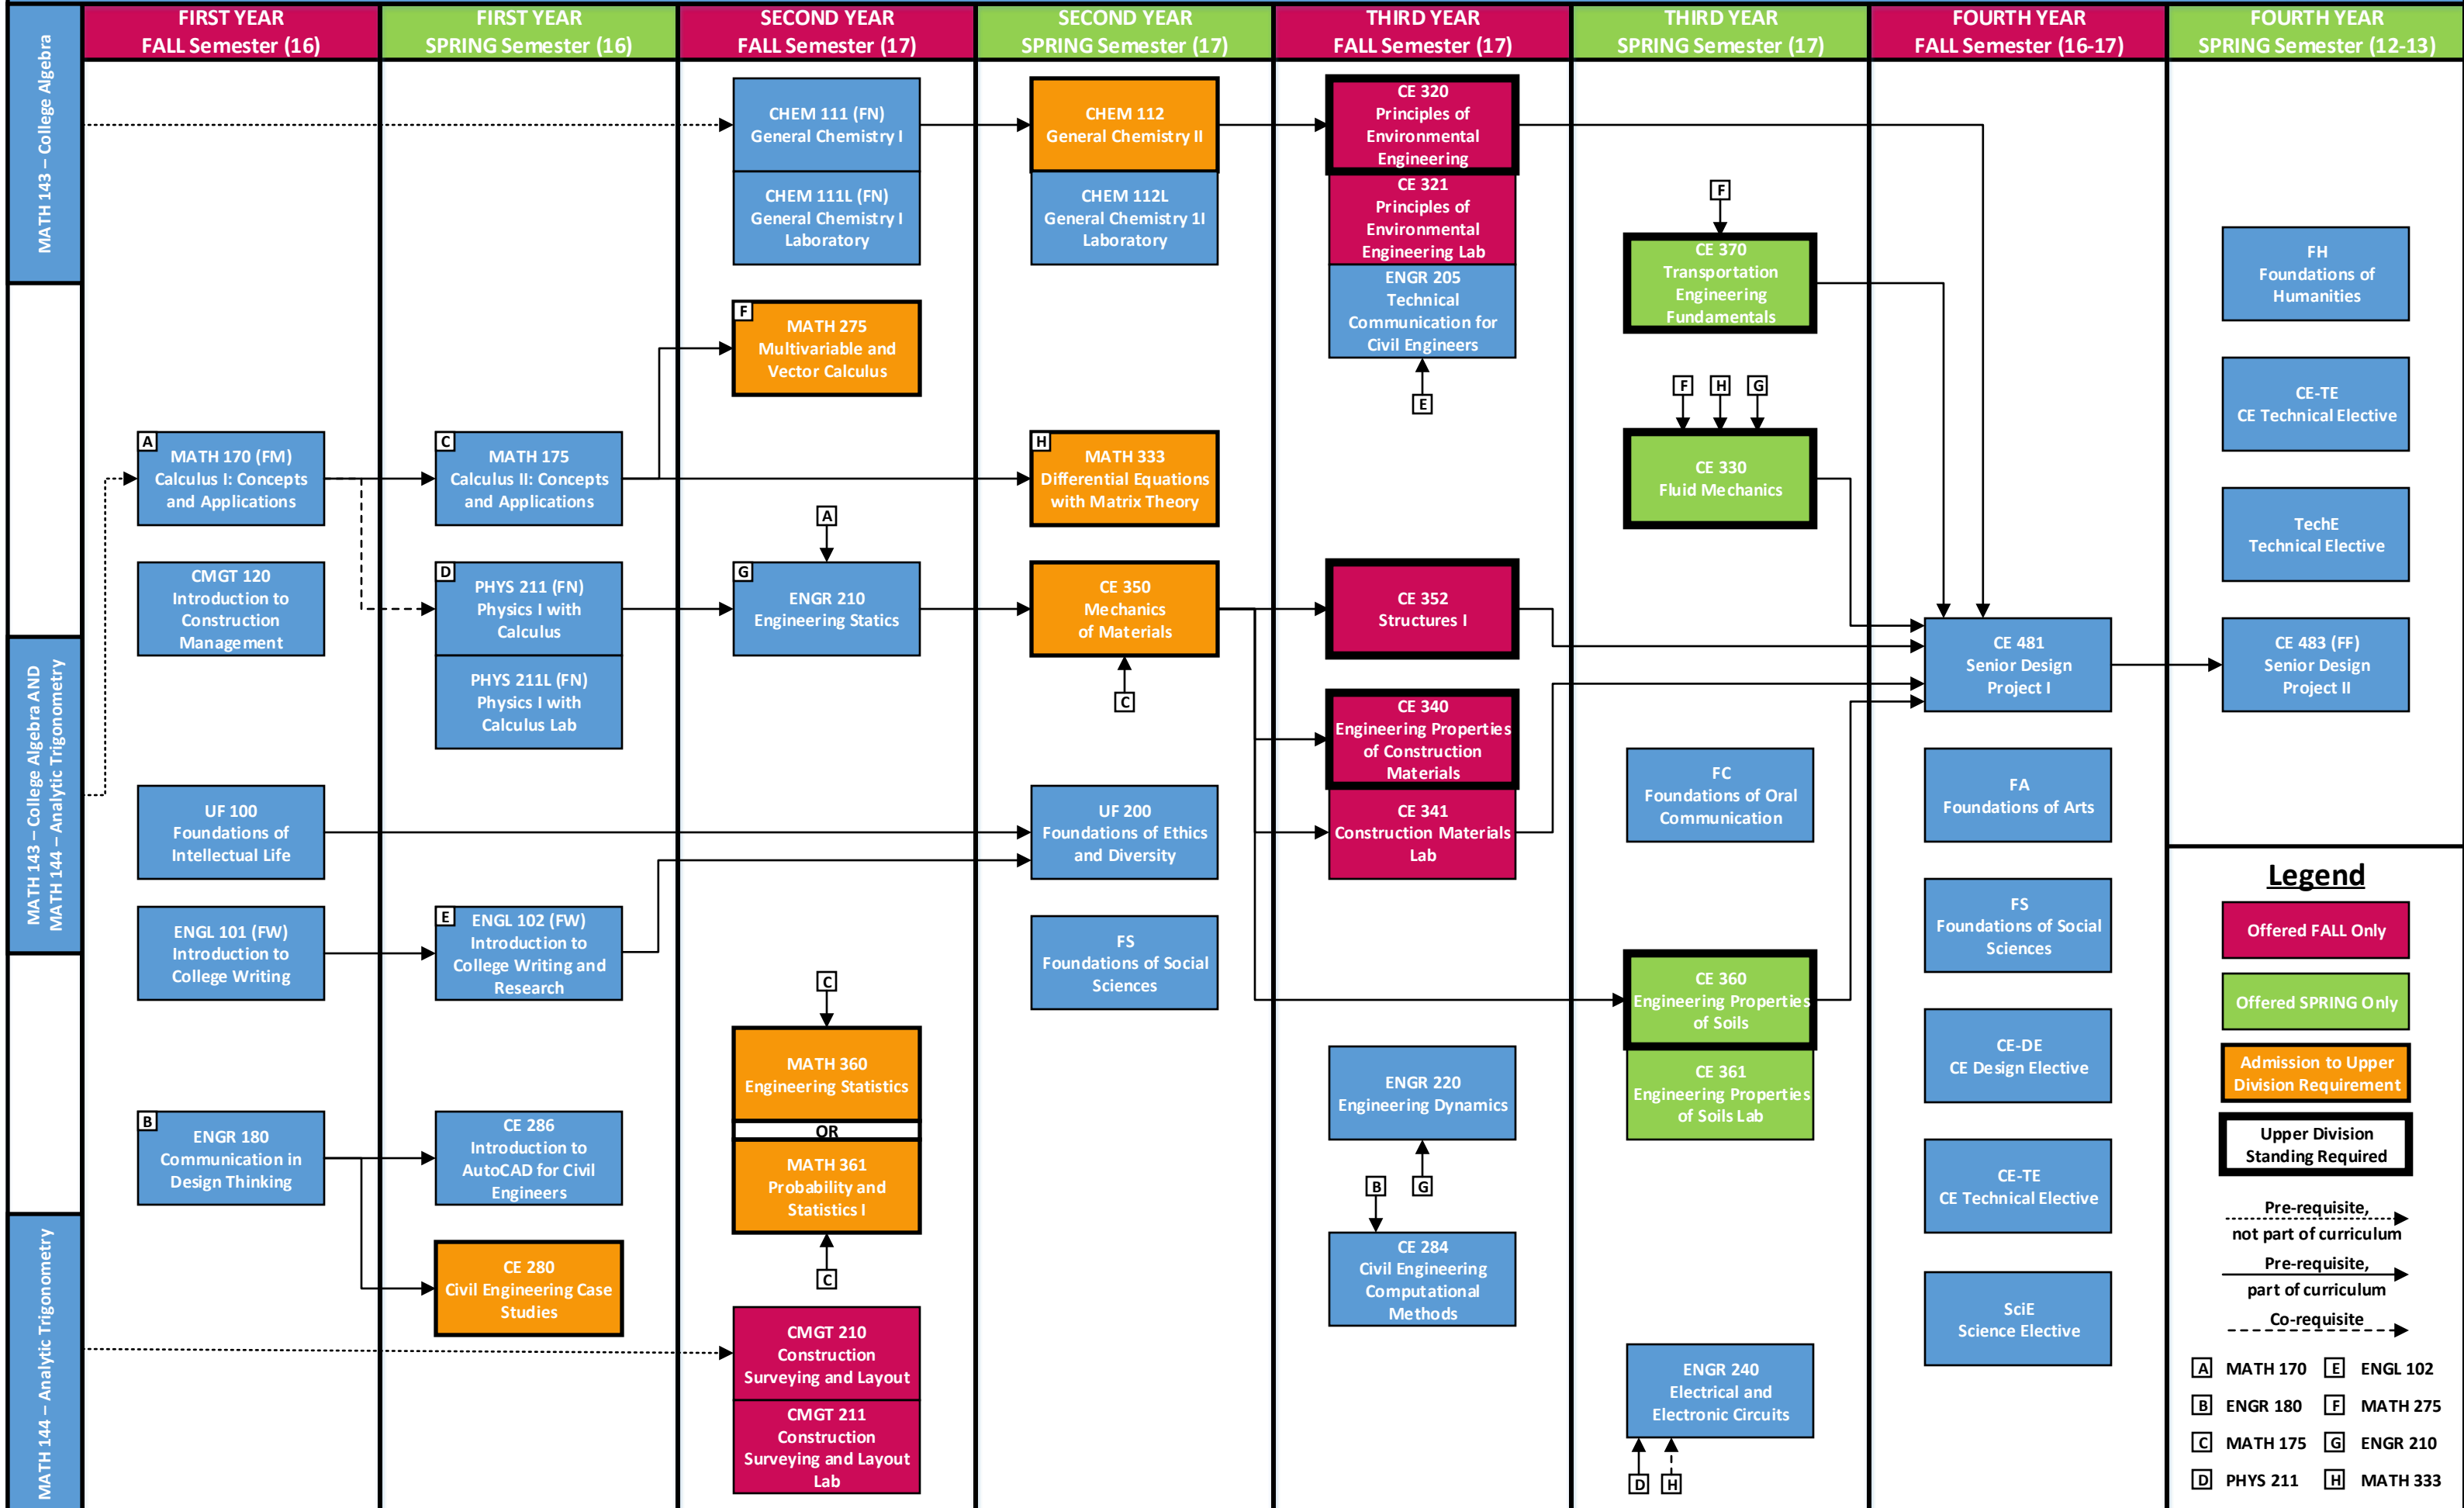 MATH 143 – College Algebra
MATH 143 – College Algebra AND
MATH 144 – Analytic Trigonometry
MATH 144 – Analytic Trigonometry
FIRST YEAR
FALL Semester (16)
A
MATH 170 (FM)
Calculus I: Concepts
and Applications
CMGT 120
Introduction to
Construction
Management
UF 100
Foundations of
Intellectual Life
ENGL 101 (FW)
Introduction to
College Writing
B
ENGR 180
Communication in
Design Thinking
FIRST YEAR
SPRING Semester (16)
C
MATH 175
Calculus II: Concepts
and Applications
D
PHYS 211 (FN)
Physics I with
Calculus
PHYS 211L (FN)
Physics I with
Calculus Lab
E
ENGL 102 (FW)
Introduction to
College Writing and
Research
CE 286
Introduction to
AutoCAD for Civil
Engineers
CE 280
Civil Engineering Case
Studies
SECOND YEAR
FALL Semester (17)
CHEM 111 (FN)
General Chemistry I
CHEM 111L (FN)
General Chemistry I
Laboratory
F
MATH 275
Multivariable and
Vector Calculus
A
G
ENGR 210
Engineering Statics
C
MATH 360
Engineering Statistics
OR
MATH 361
Probability and
Statistics I
C
CMGT 210
Construction
Surveying and Layout
CMGT 211
Construction
Surveying and Layout
Lab
SECOND YEAR
SPRING Semester (17)
CHEM 112
General Chemistry II
CHEM 112L
General Chemistry 1I
Laboratory
H
MATH 333
Differential Equations
with Matrix Theory
CE 350
Mechanics
of Materials
C
UF 200
Foundations of Ethics
and Diversity
FS
Foundations of Social
Sciences
THIRD YEAR
FALL Semester (17)
CE 320
Principles of
Environmental
Engineering
CE 321
Principles of
Environmental
Engineering Lab
ENGR 205
Technical
Communication for
Civil Engineers
E
CE 352
Structures I
CE 340
Engineering Properties
of Construction
Materials
CE 341
Construction Materials
Lab
ENGR 220
Engineering Dynamics
B
G
CE 284
Civil Engineering
Computational
Methods
THIRD YEAR
SPRING Semester (17)
F
CE 370
Transportation
Engineering
Fundamentals
F H G
CE 330
Fluid Mechanics
FC
Foundations of Oral
Communication
CE 360
Engineering Properties
of Soils
CE 361
Engineering Properties
of Soils Lab
ENGR 240
Electrical and
Electronic Circuits
D H
FOURTH YEAR
FALL Semester (16-17)
CE 481
Senior Design
Project I
FA
Foundations of Arts
FS
Foundations of Social
Sciences
CE-DE
CE Design Elective
CE-TE
CE Technical Elective
SciE
Science Elective
FOURTH YEAR
SPRING Semester (12-13)
FH
Foundations of
Humanities
CE-TE
CE Technical Elective
TechE
Technical Elective
CE 483 (FF)
Senior Design
Project II
Legend
Offered FALL Only
Offered SPRING Only
Admission to Upper
Division Requirement
Upper Division
Standing Required
Pre-requisite,
not part of curriculum
Pre-requisite,
part of curriculum
Co-requisite
A MATH 170 E ENGL 102
B ENGR 180 F MATH 275
C MATH 175 G ENGR 210
D PHYS 211 H MATH 333